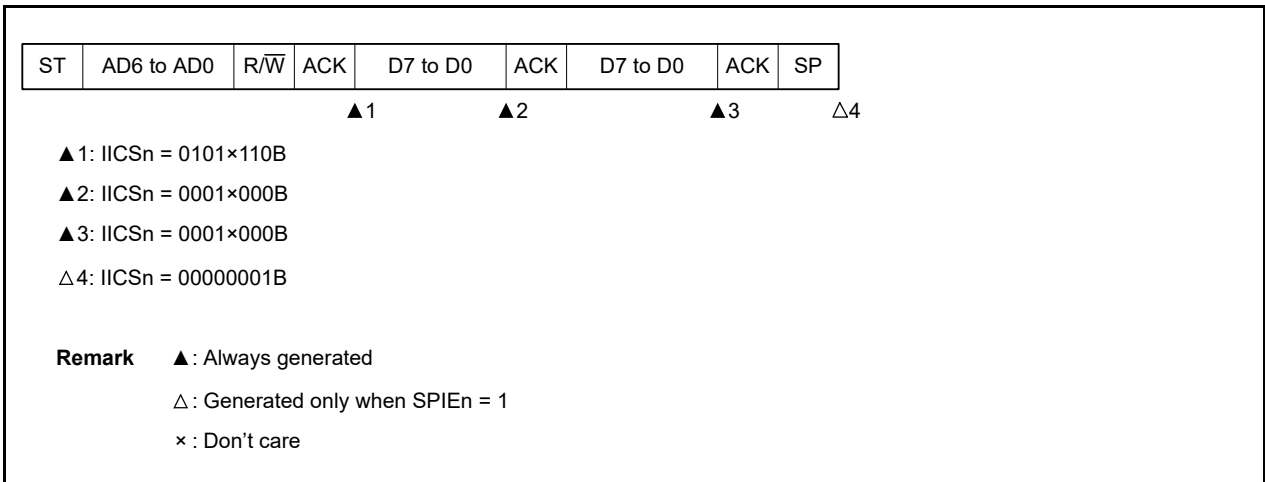 ST AD6 to AD0 R/W̅ ACK D7 to D0 ACK D7 to D0 ACK SP
▲1 ▲2 ▲3 △4
▲1: IICSn = 0101×110B
▲2: IICSn = 0001×000B
▲3: IICSn = 0001×000B
△4: IICSn = 00000001B
Remark ▲: Always generated
△: Generated only when SPIEn = 1
×: Don't care